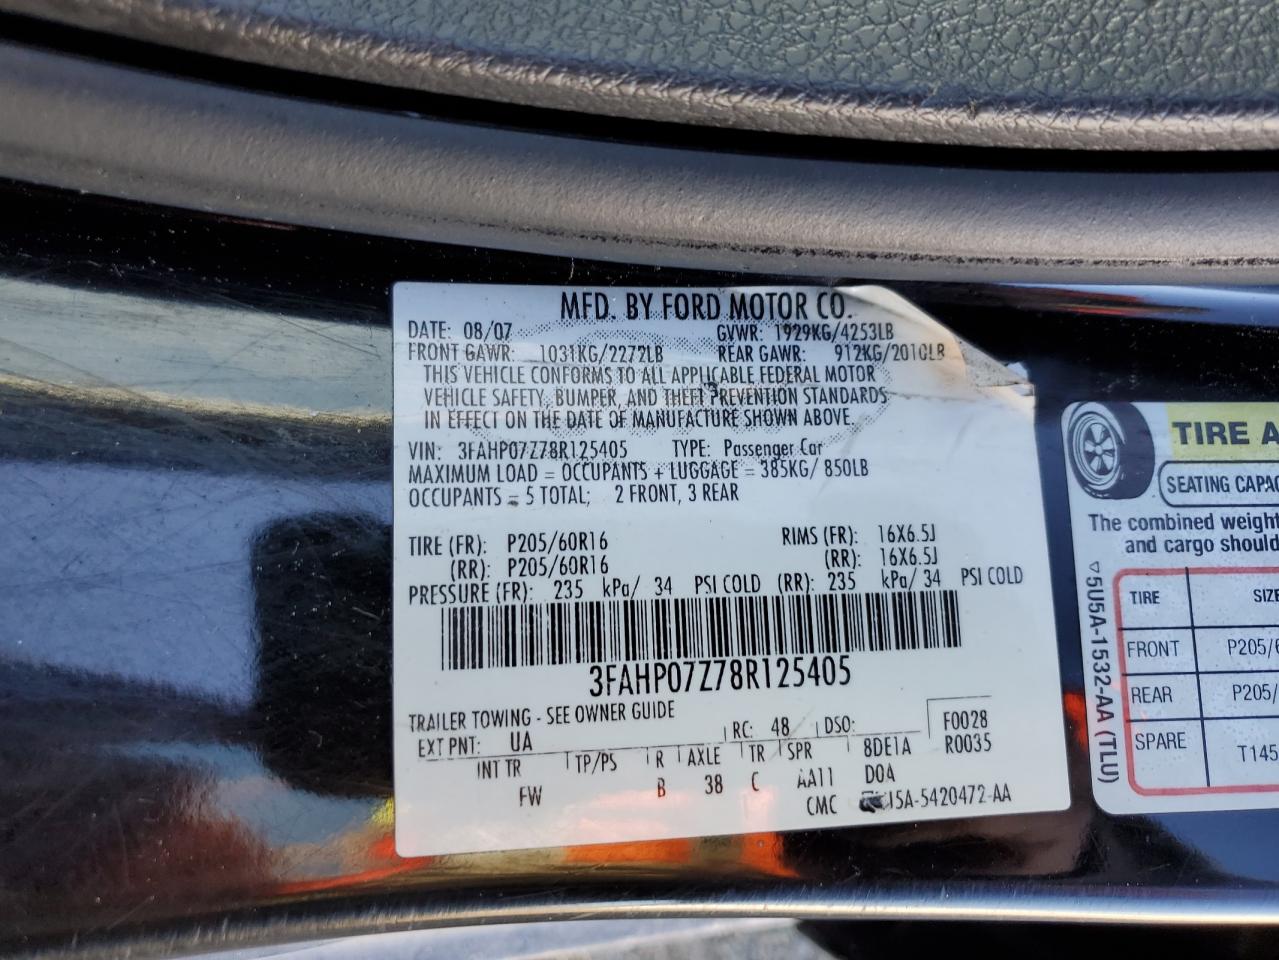 MFD. BY FORD MOTOR CO.
DATE: 08/07 GVWR: 1929KG/4253LB
FRONT GAWR: 1031KG/2272LB REAR GAWR: 912KG/2010LB
THIS VEHICLE CONFORMS TO ALL APPLICABLE FEDERAL MOTOR
VEHICLE SAFETY, BUMPER, AND THEFT PREVENTION STANDARDS
IN EFFECT ON THE DATE OF MANUFACTURE SHOWN ABOVE.
VIN: 3FAHP07Z78R125405 TYPE: Passenger Car
MAXIMUM LOAD = OCCUPANTS + LUGGAGE = 385KG/ 850LB
OCCUPANTS = 5 TOTAL; 2 FRONT, 3 REAR
TIRE (FR): P205/60R16 RIMS (FR): 16X6.5J
(RR): P205/60R16 (RR): 16X6.5J
PRESSURE (FR): 235 kPa/ 34 PSI COLD (RR): 235 kPa/ 34 PSI COLD
3FAHP07Z78R125405
TRAILER TOWING - SEE OWNER GUIDE
EXT PNT: UA RC: 48 DSO: F0028
INT TR TP/PS R AXLE TR SPR 8DE1A R0035
FW B 38 C AA11 D0A
CMC 15A-5420472-AA
TIRE A
SEATING CAPAC
The combined weight
and cargo should
TIRE SIZE
FRONT P205/6
REAR P205/
SPARE T145
▽5U5A-1532-AA (TLU)